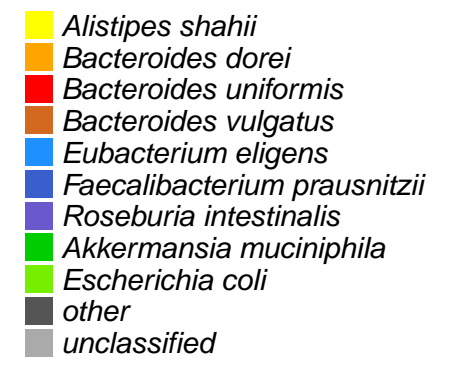 Alistipes shahii
Bacteroides dorei
Bacteroides uniformis
Bacteroides vulgatus
Eubacterium eligens
Faecalibacterium prausnitzii
Roseburia intestinalis
Akkermansia muciniphila
Escherichia coli
other
unclassified